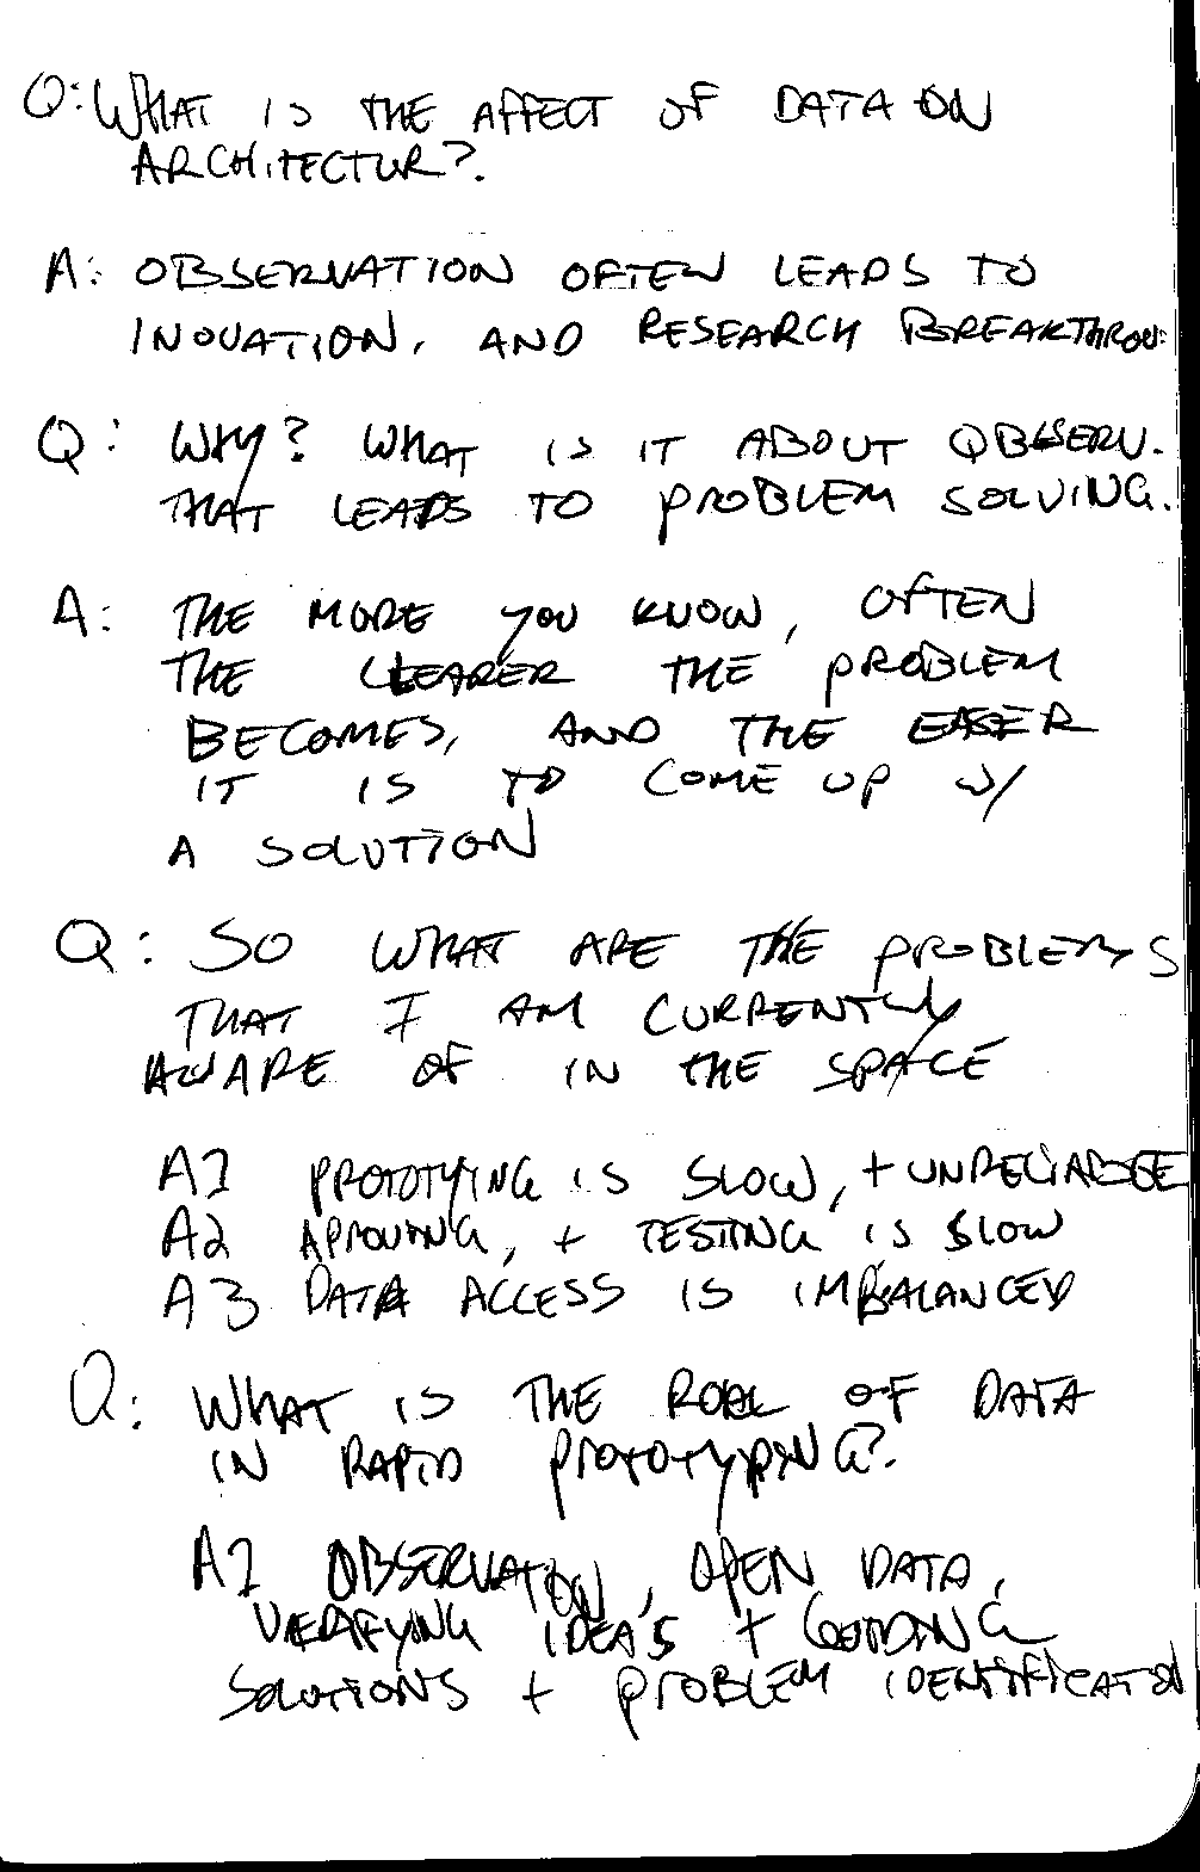 Q: WHAT IS THE AFFECT OF DATA ON
ARCHITECTUR?.
A: OBSERVATION OFTEN LEADS TO
INOVATION, AND RESEARCH BREAKTHROU
Q: WHY? WHAT IS IT ABOUT OBSERV.
THAT LEADS TO PROBLEM SOLVING.
A: THE MORE YOU KNOW, OFTEN
THE CLEARER THE PROBLEM
BECOMES, AND THE EASER
IT IS TO COME UP W/
A SOLUTION
Q: SO WHAT ARE THE PROBLEMS
THAT I AM CURRENTLY
AWARE OF IN THE SPACE
A1 PROTOTYING IS SLOW, + UNRELIABLE
A2 APROVING, + TESTING IS SLOW
A3 DATA ACCESS IS IMBALANCED
Q: WHAT IS THE ROLE OF DATA
IN RAPID PROTOTYPING?.
A1 OBSERVATION, OPEN DATA,
VERIFYING IDEA'S + GUIDING
SOLUTIONS + PROBLEM IDENTIFICATION